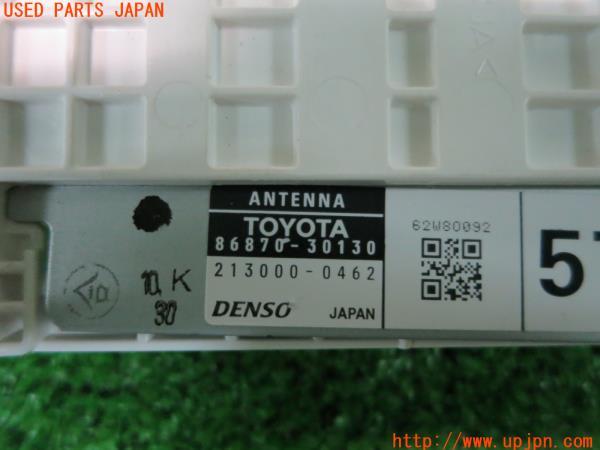 USED PARTS JAPAN
ANTENNA
TOYOTA
86870-30130
213000-0462
DENSO JAPAN
62W80092
10. K
30
http://www.upjpn.com